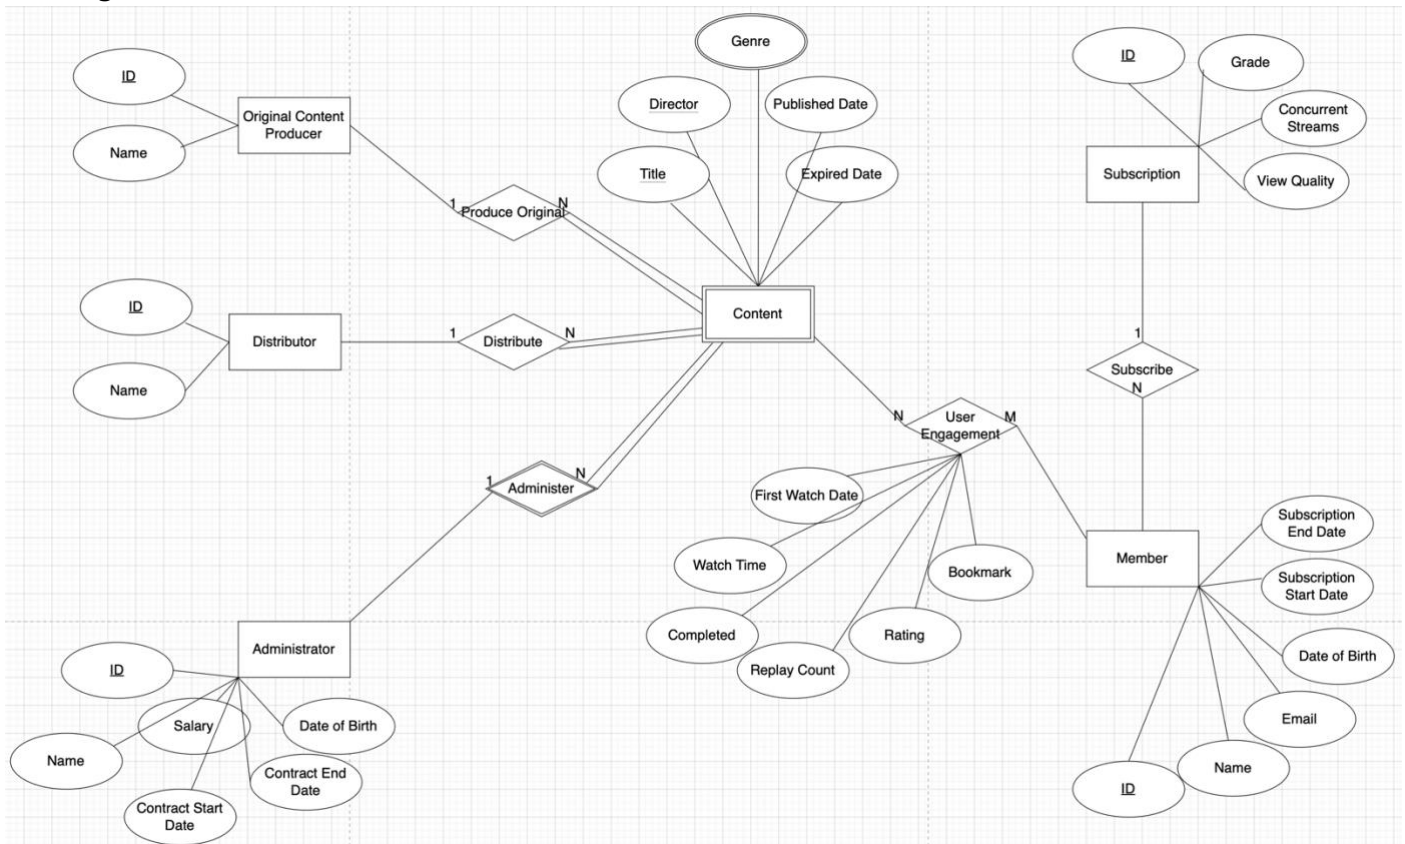 Genre
ID
Grade
ID
Director
Published Date
Original Content
Producer
Concurrent
Streams
Name
Title
Expired Date
Subscription
View Quality
1
Produce Original
N
ID
Content
Distributor
1
Distribute
N
1
Subscribe
N
Name
N
User
Engagement
M
1
Administer
N
First Watch Date
Subscription
End Date
Member
Watch Time
Bookmark
Subscription
Start Date
Completed
Rating
Administrator
ID
Replay Count
Date of Birth
Salary
Date of Birth
Email
Name
Contract End
Date
Name
ID
Contract Start
Date